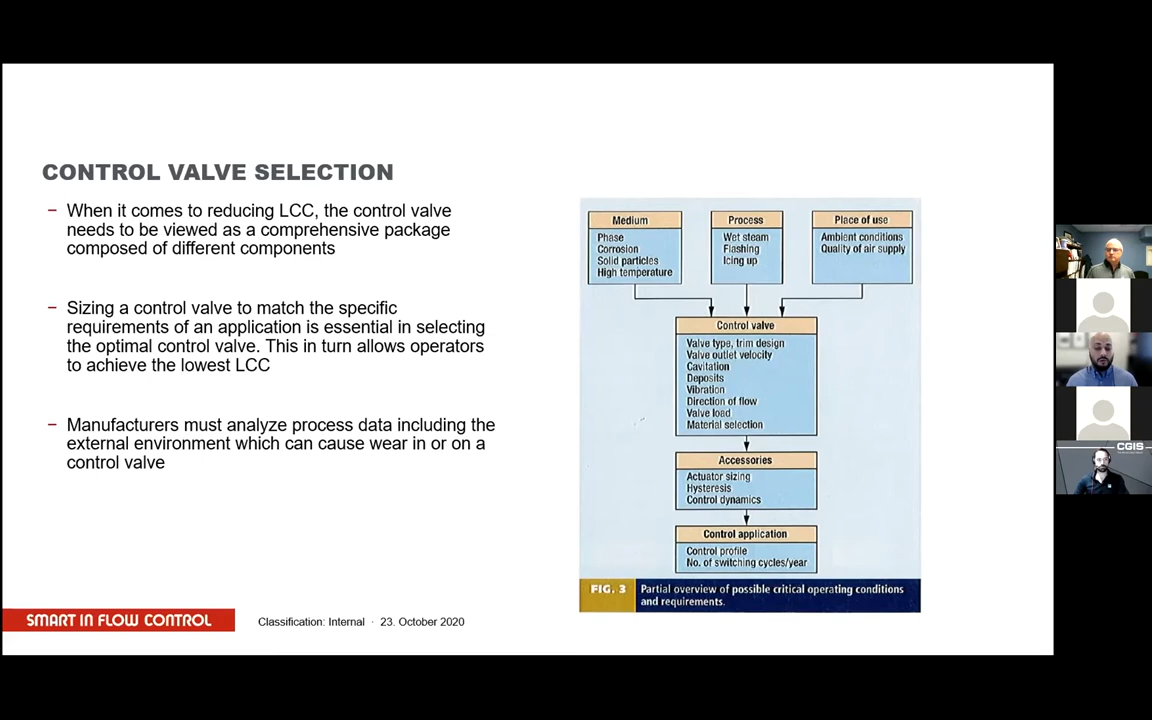 CONTROL VALVE SELECTION
– When it comes to reducing LCC, the control valve
needs to be viewed as a comprehensive package
composed of different components
– Sizing a control valve to match the specific
requirements of an application is essential in selecting
the optimal control valve. This in turn allows operators
to achieve the lowest LCC
– Manufacturers must analyze process data including the
external environment which can cause wear in or on a
control valve
Medium
Phase
Corrosion
Solid particles
High temperature
Process
Wet steam
Flashing
Icing up
Place of use
Ambient conditions
Quality of air supply
Control valve
Valve type, trim design
Valve outlet velocity
Cavitation
Deposits
Vibration
Direction of flow
Valve load
Material selection
Accessories
Actuator sizing
Hysteresis
Control dynamics
Control application
Control profile
No. of switching cycles/year
FIG. 3
Partial overview of possible critical operating conditions
and requirements.
SMART IN FLOW CONTROL
Classification: Internal · 23. October 2020
CGIS